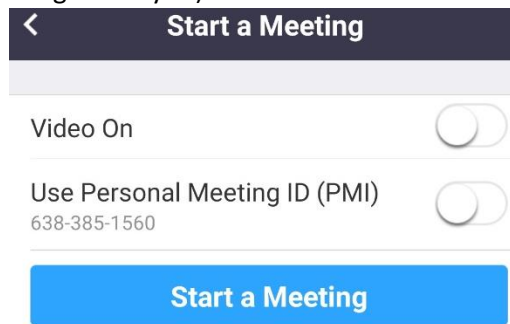 Start a Meeting
Video On
Use Personal Meeting ID (PMI)
638-385-1560
Start a Meeting